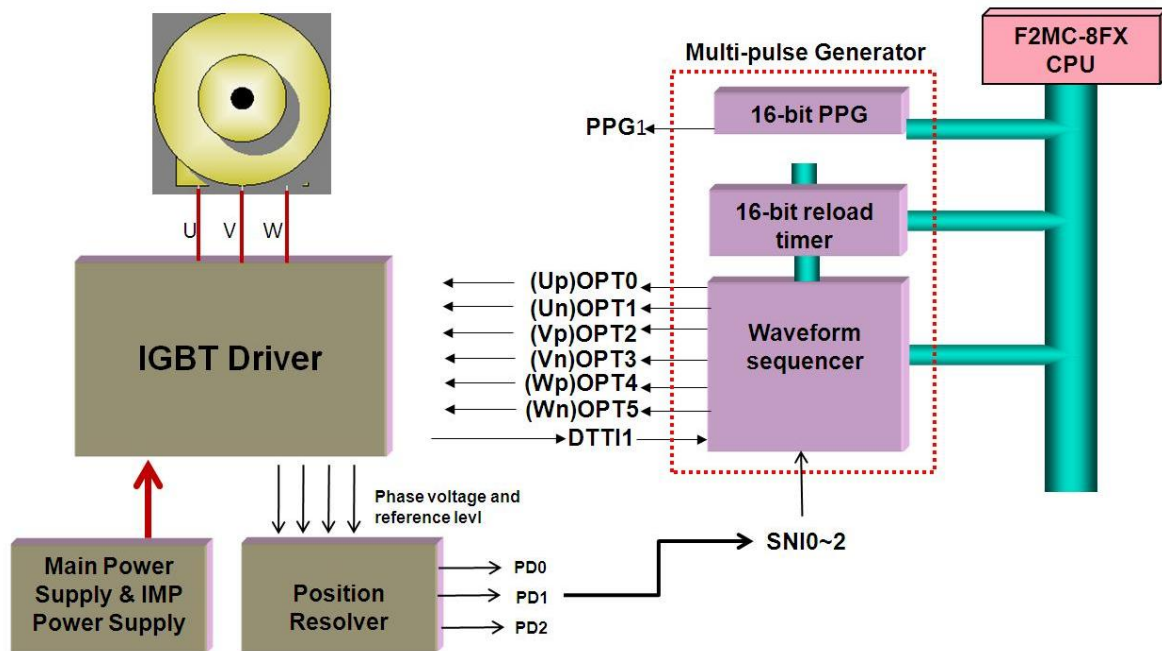 F2MC-8FX
CPU
Multi-pulse Generator
16-bit PPG
PPG1
16-bit reload
timer
U
V
W
IGBT Driver
(Up)OPT0
(Un)OPT1
(Vp)OPT2
(Vn)OPT3
(Wp)OPT4
(Wn)OPT5
DTTI1
Waveform
sequencer
Phase voltage and
reference levl
SNI0~2
Main Power
Supply & IMP
Power Supply
Position
Resolver
PD0
PD1
PD2